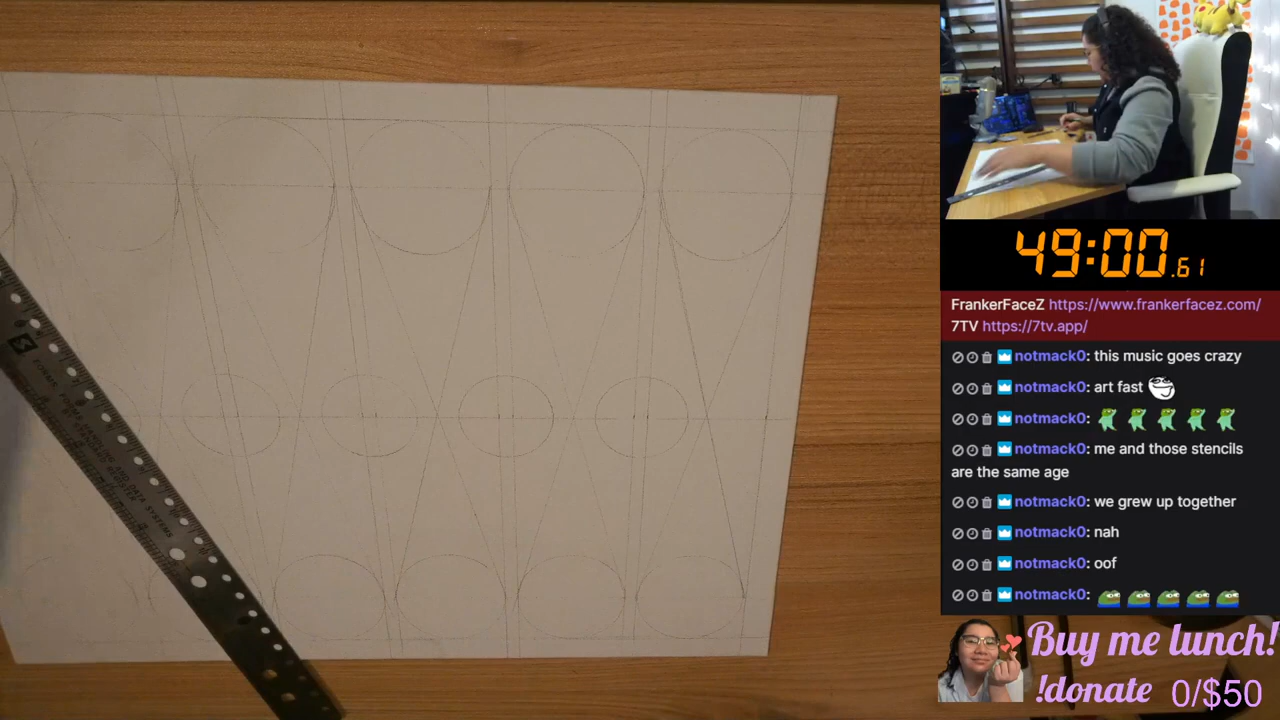 49:00.61
FrankerFaceZ https://www.frankerfacez.com/
7TV https://7tv.app/
notmack0: this music goes crazy
notmack0: art fast
notmack0:
notmack0: me and those stencils
are the same age
notmack0: we grew up together
notmack0: nah
notmack0: oof
notmack0:
Buy me lunch!
!donate 0/$50